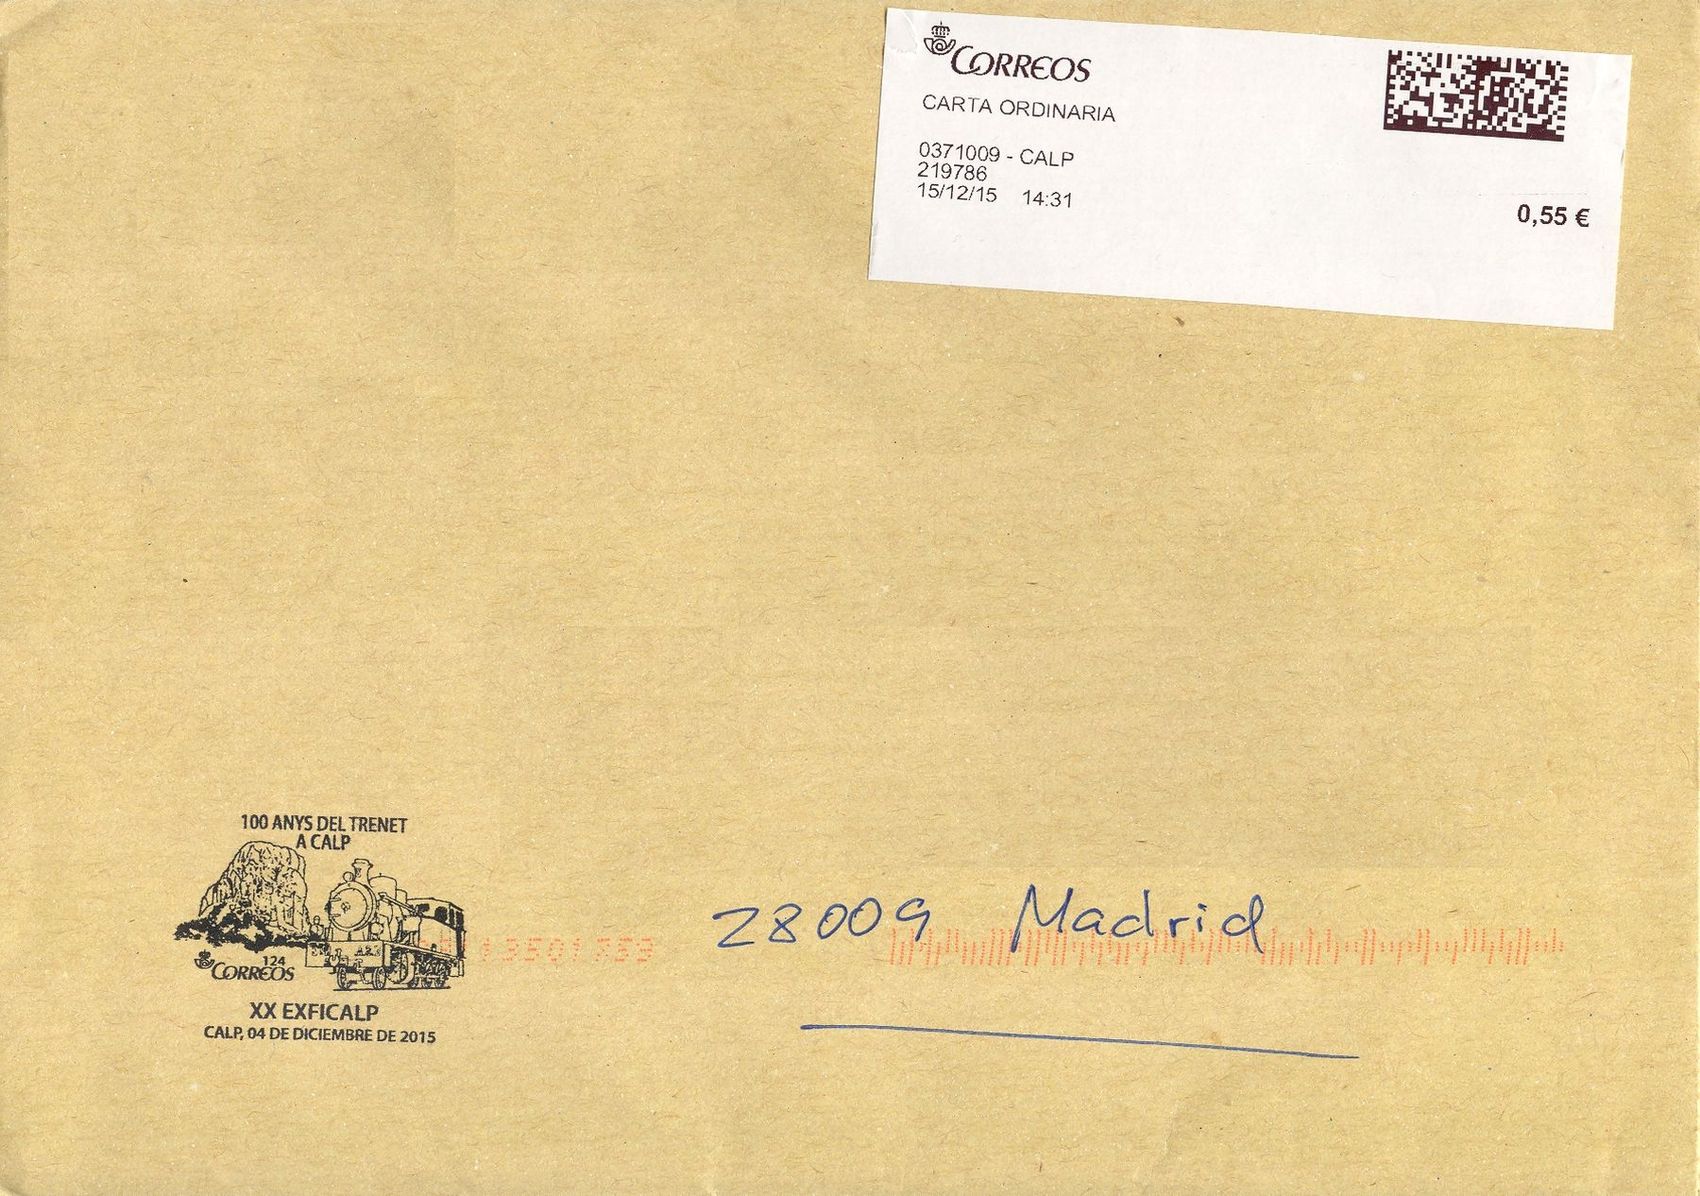 CORREOS
CARTA ORDINARIA
0371009 - CALP
219786
15/12/15 14:31
0,55 €
100 ANYS DEL TRENET
A CALP
124
CORREOS
XX EXFICALP
CALP, 04 DE DICIEMBRE DE 2015
28009 Madrid